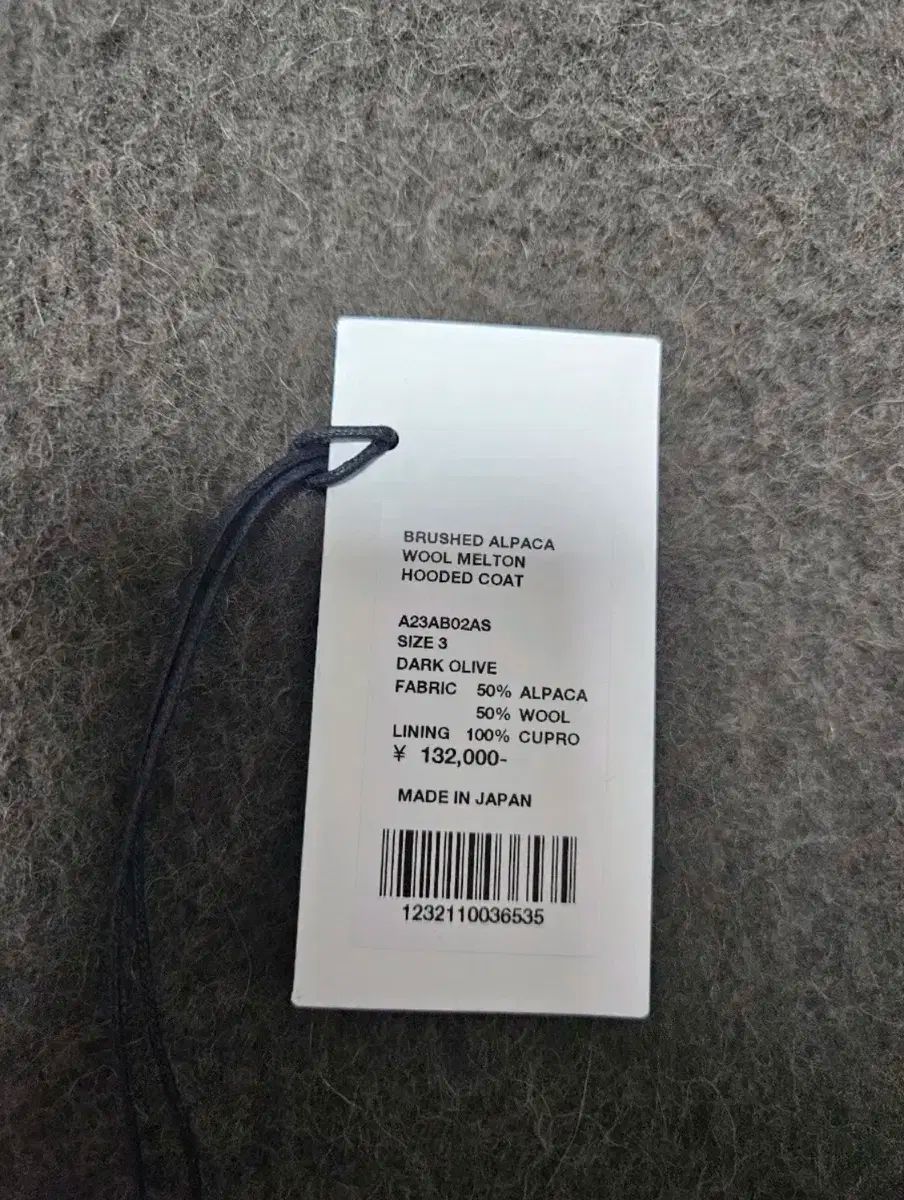 BRUSHED ALPACA
WOOL MELTON
HOODED COAT
A23AB02AS
SIZE 3
DARK OLIVE
FABRIC 50% ALPACA
50% WOOL
LINING 100% CUPRO
¥ 132,000-
MADE IN JAPAN
1232110036535